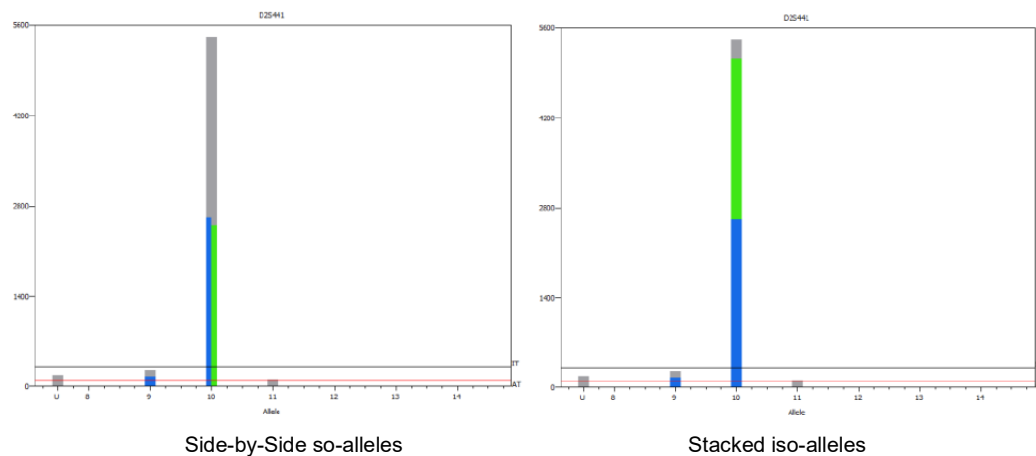 D2S441
5600
4200
2800
1400
0
IT
AT
U 8 9 10 11 12 13 14
Allele
Side-by-Side so-alleles
D2S441
5600
4200
2800
1400
0
U 8 9 10 11 12 13 14
Allele
Stacked iso-alleles